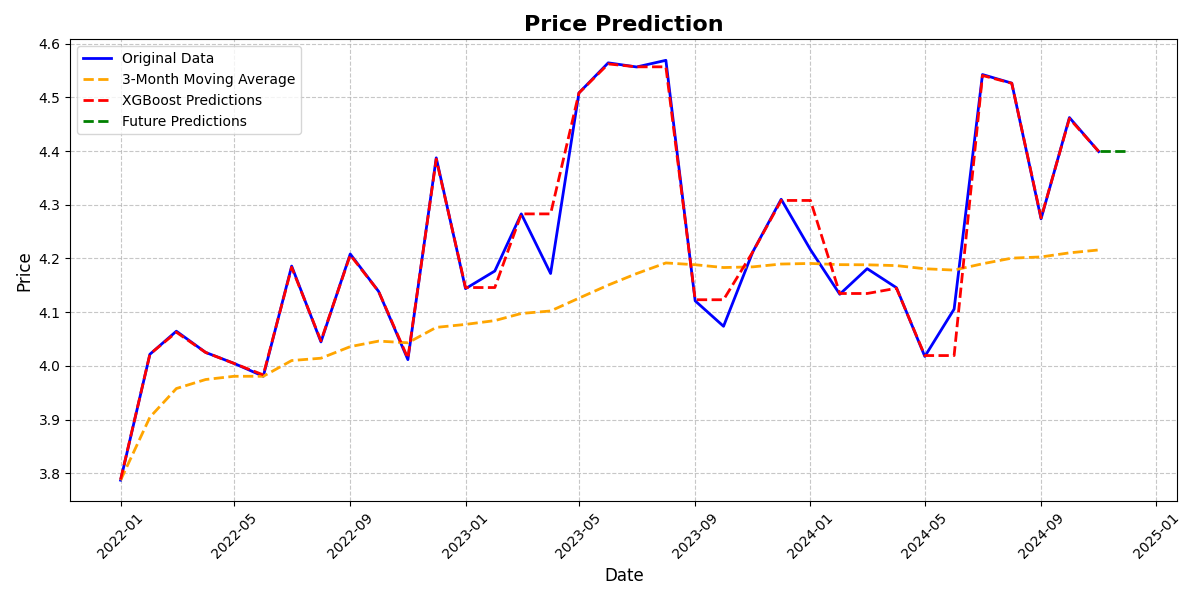 Price Prediction
Original Data
3-Month Moving Average
XGBoost Predictions
Future Predictions
Price
4.6
4.5
4.4
4.3
4.2
4.1
4.0
3.9
3.8
2022-01
2022-05
2022-09
2023-01
2023-05
2023-09
2024-01
2024-05
2024-09
2025-01
Date